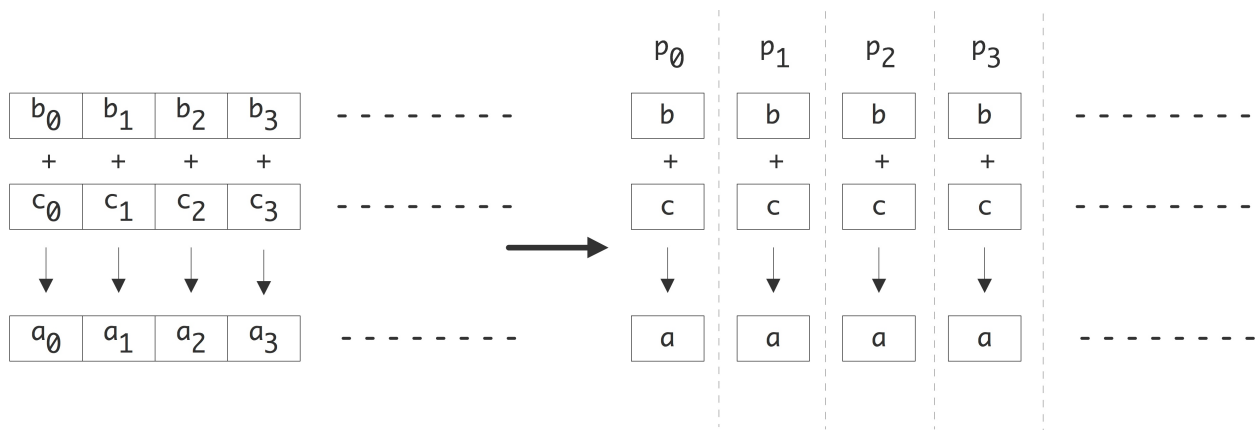 p₀ p₁ p₂ p₃
b₀ b₁ b₂ b₃ b b b b
+ + + + + + + +
c₀ c₁ c₂ c₃ c c c c
a₀ a₁ a₂ a₃ a a a a